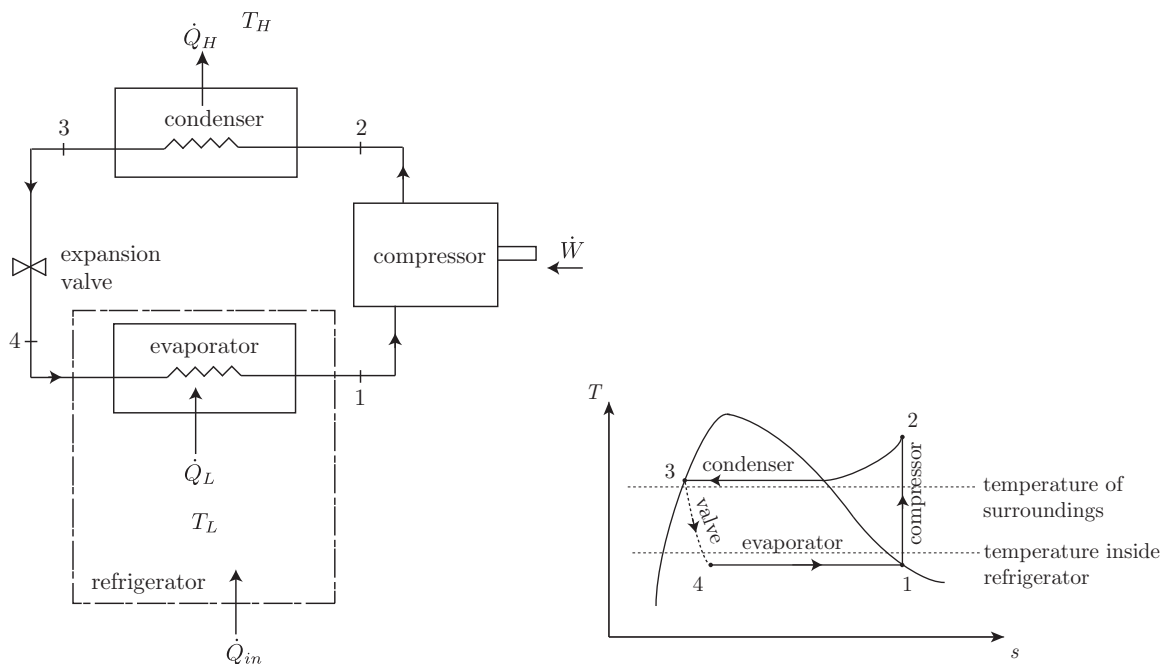 T_H
Q̇_H
condenser
3
2
expansion
valve
compressor
Ẇ
4
evaporator
1
Q̇_L
T_L
refrigerator
Q̇_in
T
2
3
condenser
compressor
temperature of
surroundings
valve
evaporator
temperature inside
refrigerator
4
1
s